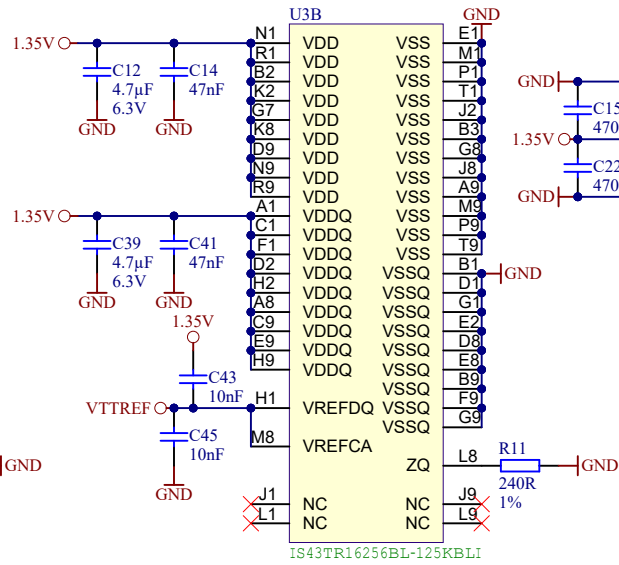 U3B
GND
1.35V
N1 VDD VSS E1
R1 VDD VSS M1
C12 C14
B2 VDD VSS P1
GND
4.7µF 47nF
K2 VDD VSS T1
6.3V
G7 VDD VSS J2
C15
GND GND
470
K8 VDD VSS B3
1.35V
D9 VDD VSS G8
N9 VDD VSS J8
C22
R9 VDD VSS A9
470
GND
1.35V
A1 VDDQ VSS M9
C1 VDDQ VSS P9
C39 C41
F1 VDDQ VSS T9
4.7µF 47nF
D2 VDDQ VSSQ B1
GND
6.3V
H2 VDDQ VSSQ D1
GND GND
A8 VDDQ VSSQ G1
1.35V
C9 VDDQ VSSQ E2
E9 VDDQ VSSQ D8
H9 VDDQ VSSQ E8
C43
VSSQ B9
10nF
VTTREF
H1 VREFDQ VSSQ F9
VSSQ G9
C45
M8 VREFCA
10nF
R11
GND
ZQ L8
GND
240R
GND
1%
J1 NC NC J9
L1 NC NC L9
IS43TR16256BL-125KBLI